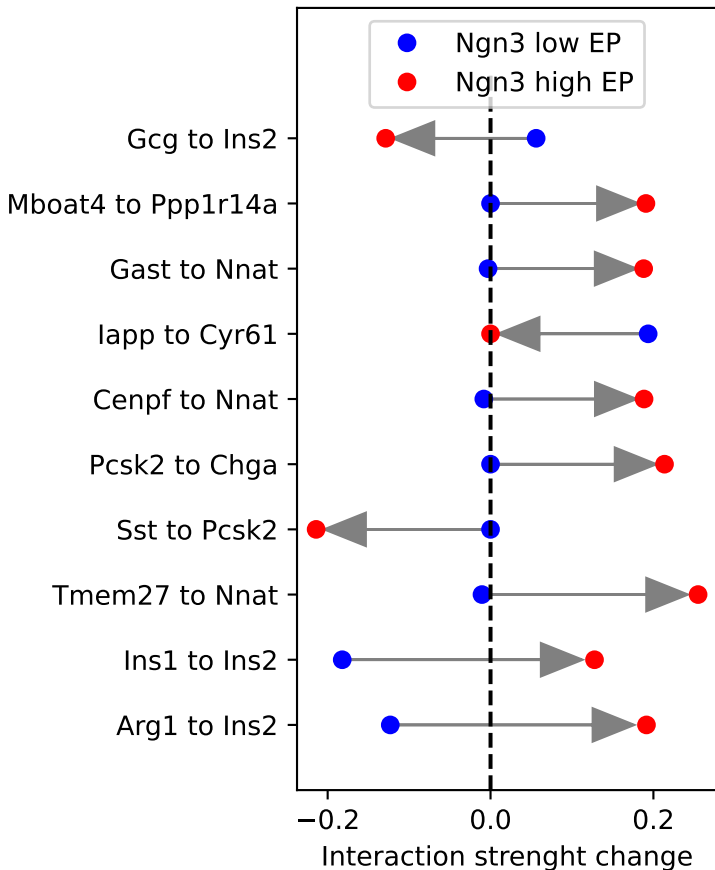 Ngn3 low EP
Ngn3 high EP
Gcg to Ins2
Mboat4 to Ppp1r14a
Gast to Nnat
Iapp to Cyr61
Cenpf to Nnat
Pcsk2 to Chga
Sst to Pcsk2
Tmem27 to Nnat
Ins1 to Ins2
Arg1 to Ins2
−0.2 0.0 0.2
Interaction strenght change